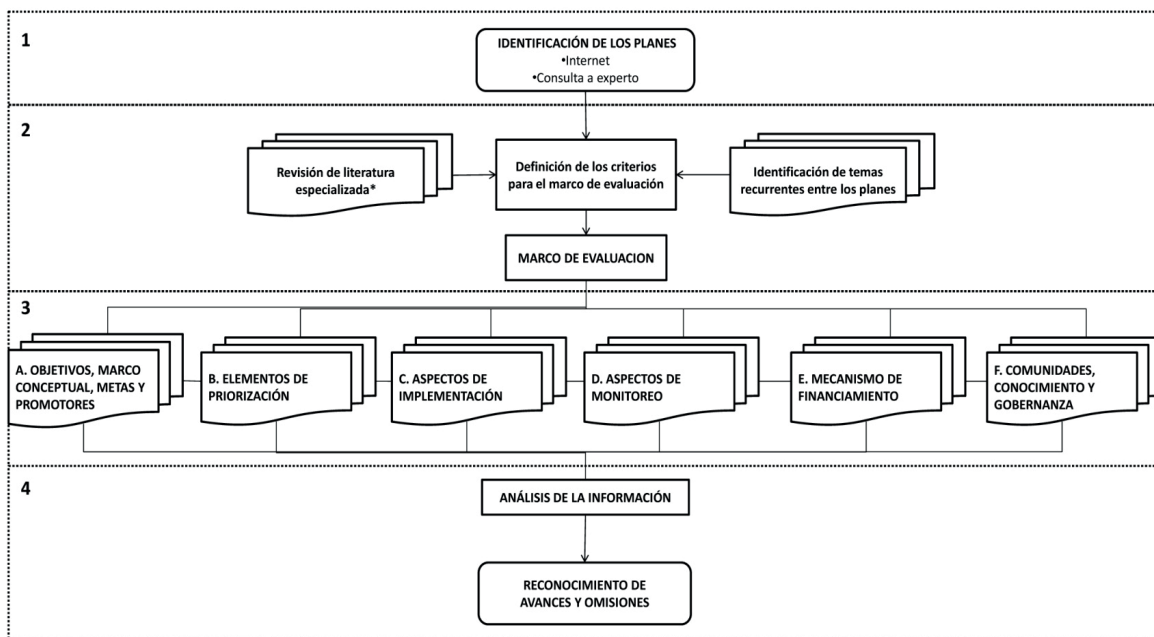 1
IDENTIFICACIÓN DE LOS PLANES
•Internet
•Consulta a experto
2
Revisión de literatura
especializada*
Definición de los criterios
para el marco de evaluación
Identificación de temas
recurrentes entre los planes
MARCO DE EVALUACION
3
A. OBJETIVOS, MARCO
CONCEPTUAL, METAS Y
PROMOTORES
B. ELEMENTOS DE
PRIORIZACIÓN
C. ASPECTOS DE
IMPLEMENTACIÓN
D. ASPECTOS DE
MONITOREO
E. MECANISMO DE
FINANCIAMIENTO
F. COMUNIDADES,
CONOCIMIENTO Y
GOBERNANZA
4
ANÁLISIS DE LA INFORMACIÓN
RECONOCIMIENTO DE
AVANCES Y OMISIONES